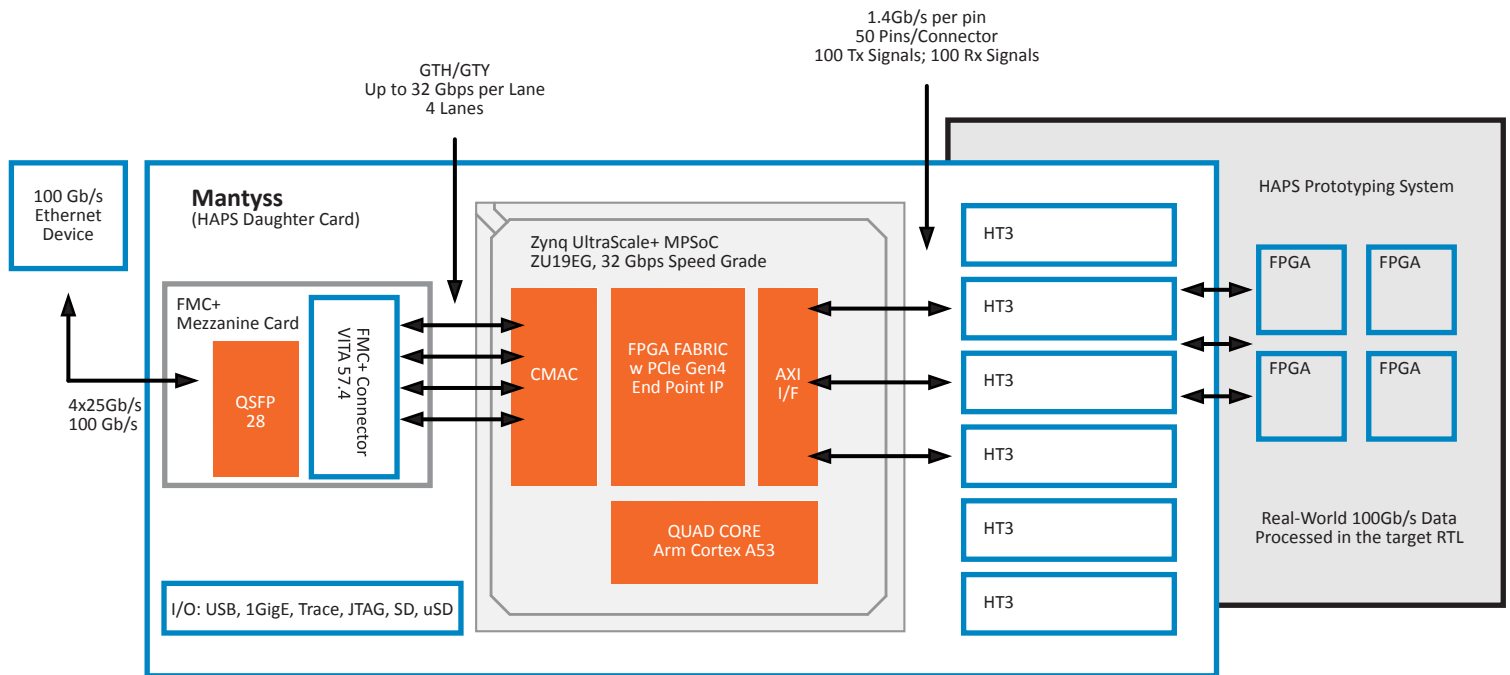 1.4Gb/s per pin
50 Pins/Connector
100 Tx Signals; 100 Rx Signals
GTH/GTY
Up to 32 Gbps per Lane
4 Lanes
100 Gb/s
Ethernet
Device
Mantyss
(HAPS Daughter Card)
FMC+
Mezzanine Card
QSFP
28
FMC+ Connector
VITA 57.4
4x25Gb/s
100 Gb/s
I/O: USB, 1GigE, Trace, JTAG, SD, uSD
Zynq UltraScale+ MPSoC
ZU19EG, 32 Gbps Speed Grade
CMAC
FPGA FABRIC
w PCIe Gen4
End Point IP
AXI
I/F
QUAD CORE
Arm Cortex A53
HT3
HT3
HT3
HT3
HT3
HT3
HAPS Prototyping System
FPGA
FPGA
FPGA
FPGA
Real-World 100Gb/s Data
Processed in the target RTL